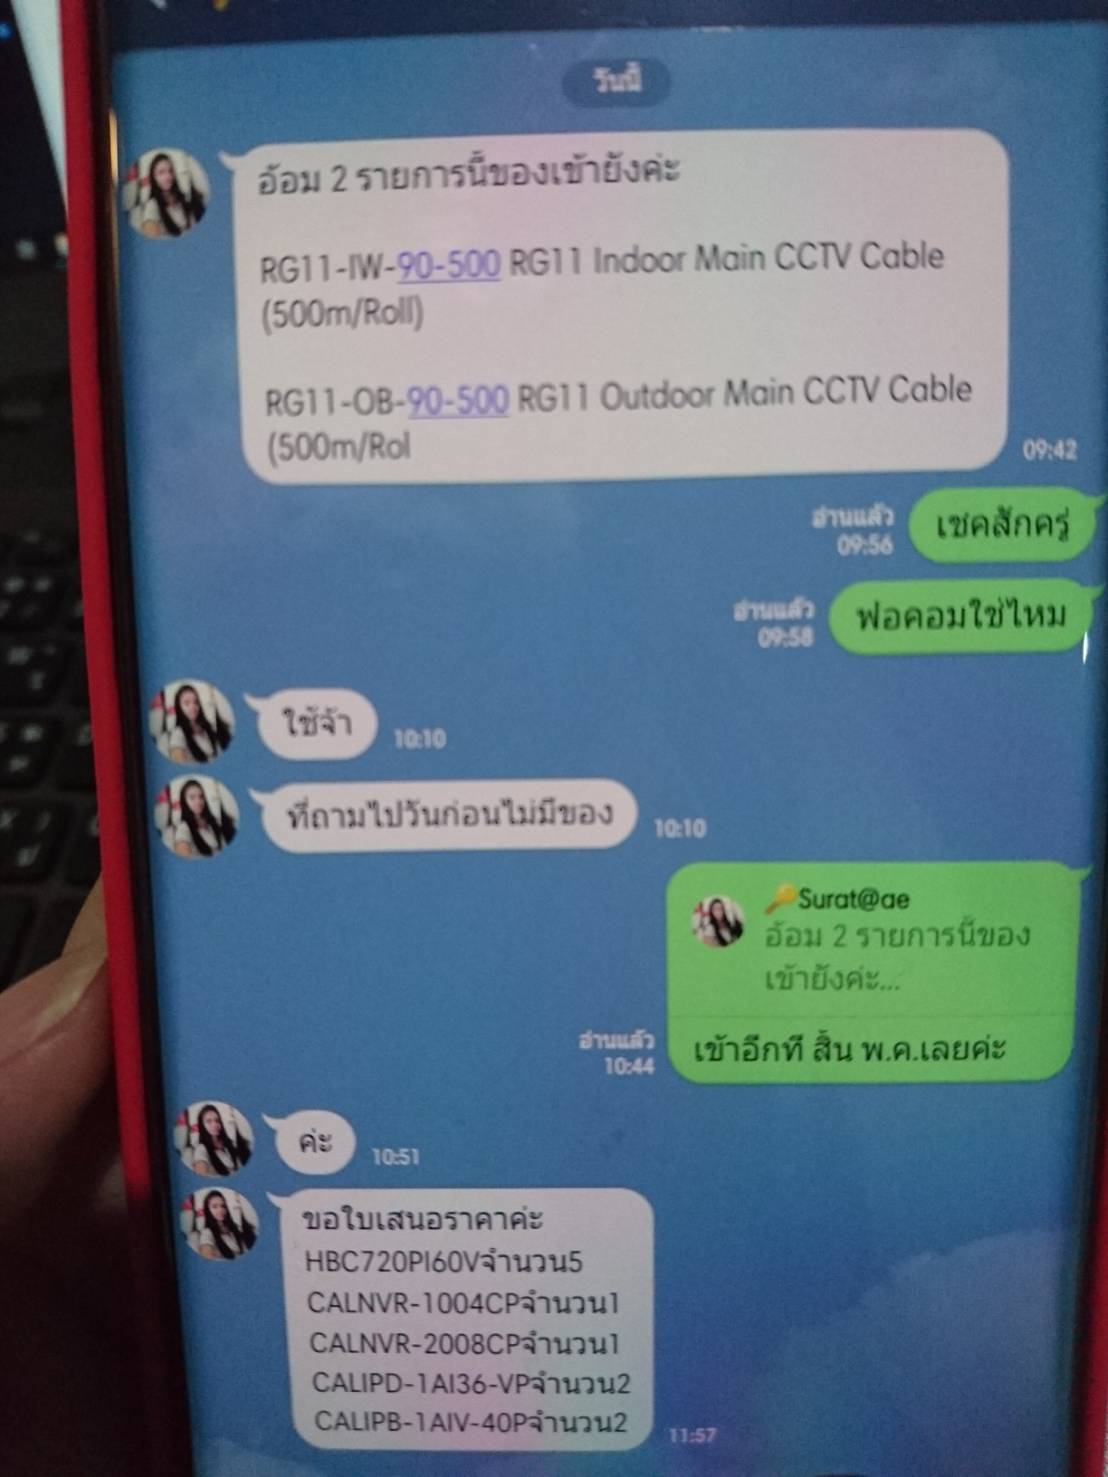 วันนี้
อ้อม 2 รายการนี้ของเข้ายังค่ะ
RG11-IW-90-500 RG11 Indoor Main CCTV Cable
(500m/Roll)
RG11-OB-90-500 RG11 Outdoor Main CCTV Cable
(500m/Rol
09:42
อ่านแล้ว
09:56
เชคสักครู่
อ่านแล้ว
09:58
ฟอคอมใช่ไหม
ใช้จ้า
10:10
ที่ถามไปวันก่อนไม่มีของ
10:10
🔑Surat@ae
อ้อม 2 รายการนี้ของ
เข้ายังค่ะ...
เข้าอีกที สิ้น พ.ค.เลยค่ะ
อ่านแล้ว
10:44
ค่ะ
10:51
ขอใบเสนอราคาค่ะ
HBC720PI60Vจำนวน5
CALNVR-1004CPจำนวน1
CALNVR-2008CPจำนวน1
CALIPD-1AI36-VPจำนวน2
CALIPB-1AIV-40Pจำนวน2
11:57